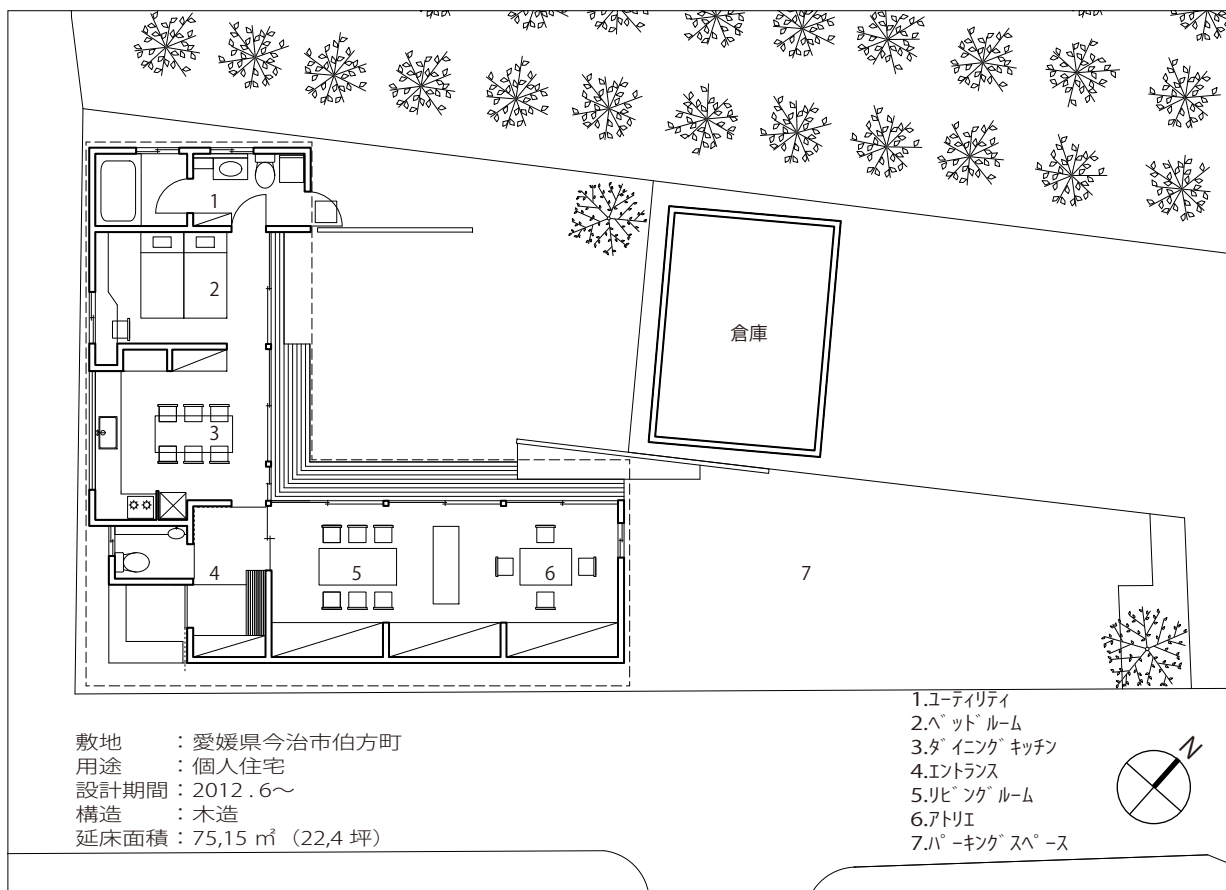 1
2
倉庫
3
4
5
6
7
敷地 : 愛媛県今治市伯方町
用途 : 個人住宅
設計期間 : 2012.6〜
構造 : 木造
延床面積 : 75,15 ㎡ (22,4 坪)
1.ユーティリティ
2.ベッドルーム
3.ダイニングキッチン
4.エントランス
5.リビングルーム
6.アトリエ
7.パーキングスペース
N